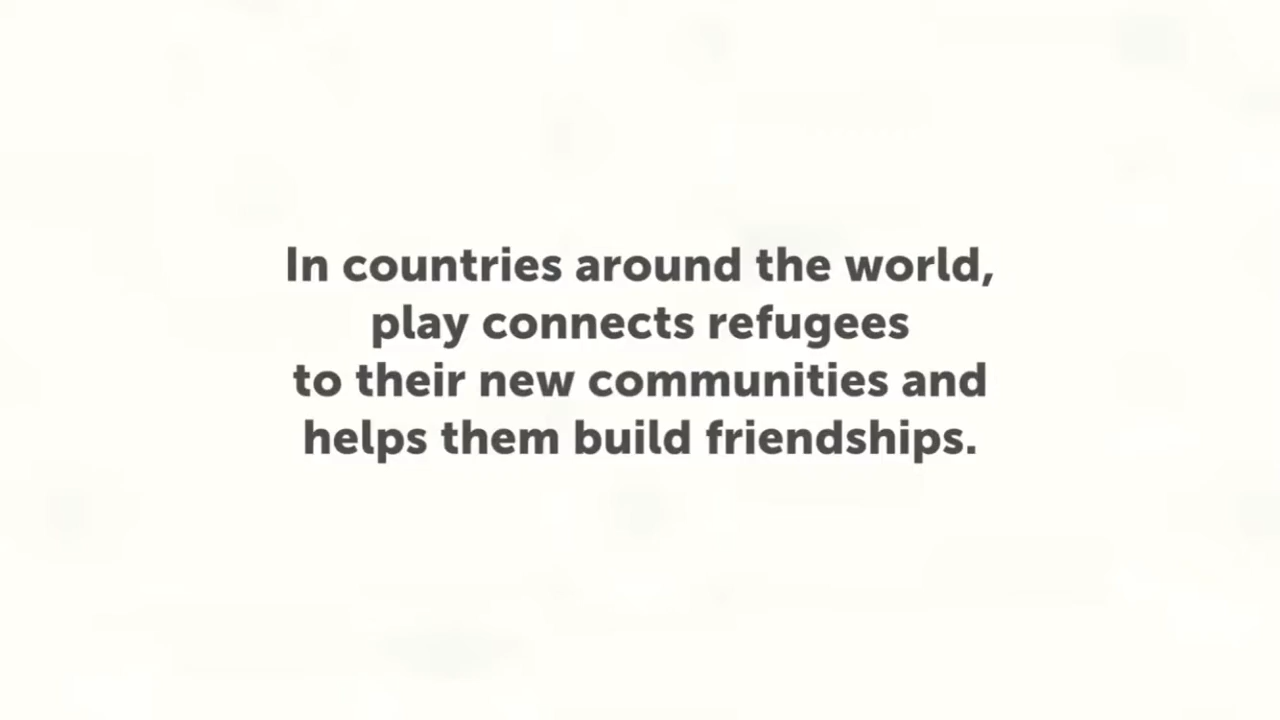 In countries around the world,
play connects refugees
to their new communities and
helps them build friendships.